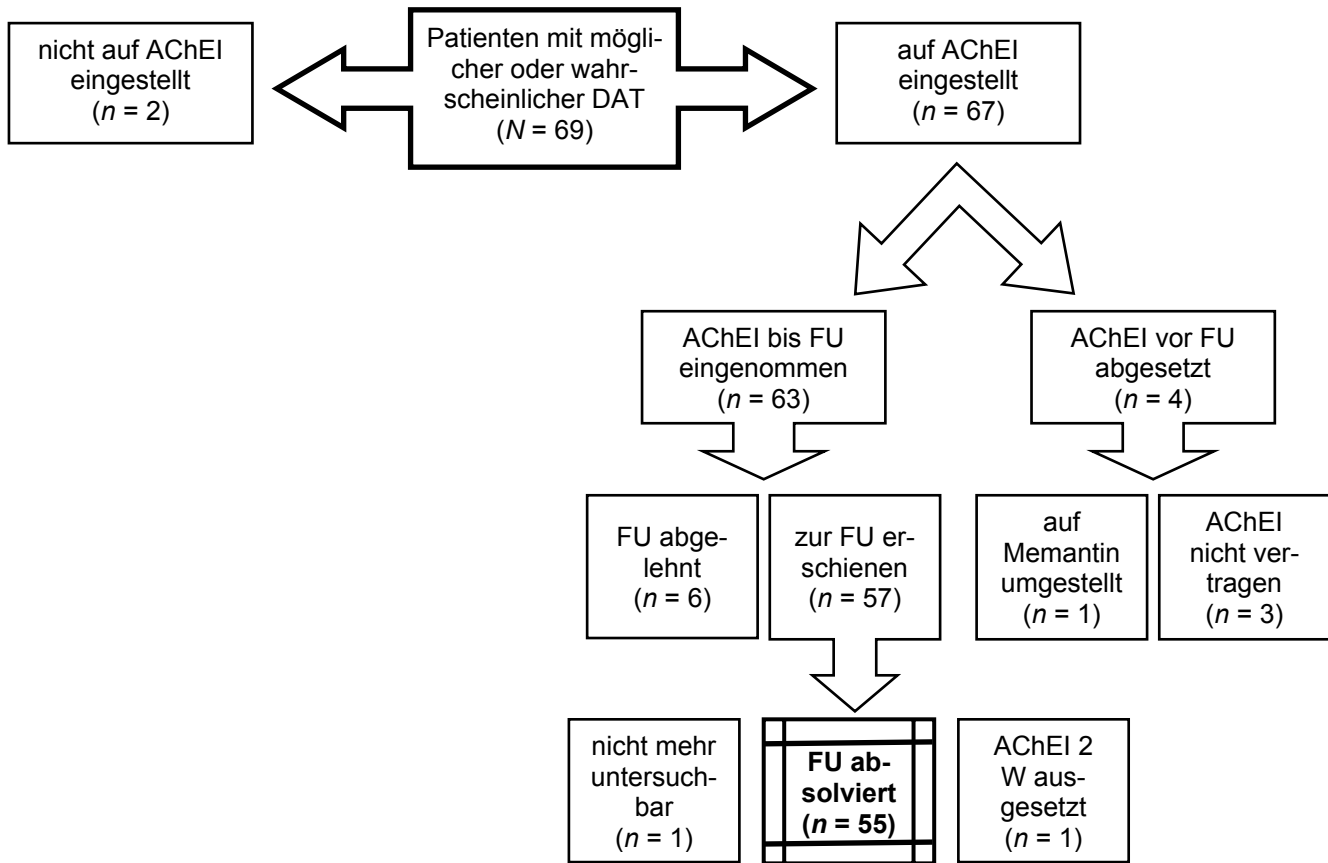 nicht auf AChEI
eingestellt
(n = 2)
Patienten mit mögli-
cher oder wahr-
scheinlicher DAT
(N = 69)
auf AChEI
eingestellt
(n = 67)
AChEI bis FU
eingenommen
(n = 63)
AChEI vor FU
abgesetzt
(n = 4)
FU abge-
lehnt
(n = 6)
zur FU er-
schienen
(n = 57)
auf
Memantin
umgestellt
(n = 1)
AChEI
nicht ver-
tragen
(n = 3)
nicht mehr
untersuch-
bar
(n = 1)
FU ab-
solviert
(n = 55)
AChEI 2
W aus-
gesetzt
(n = 1)